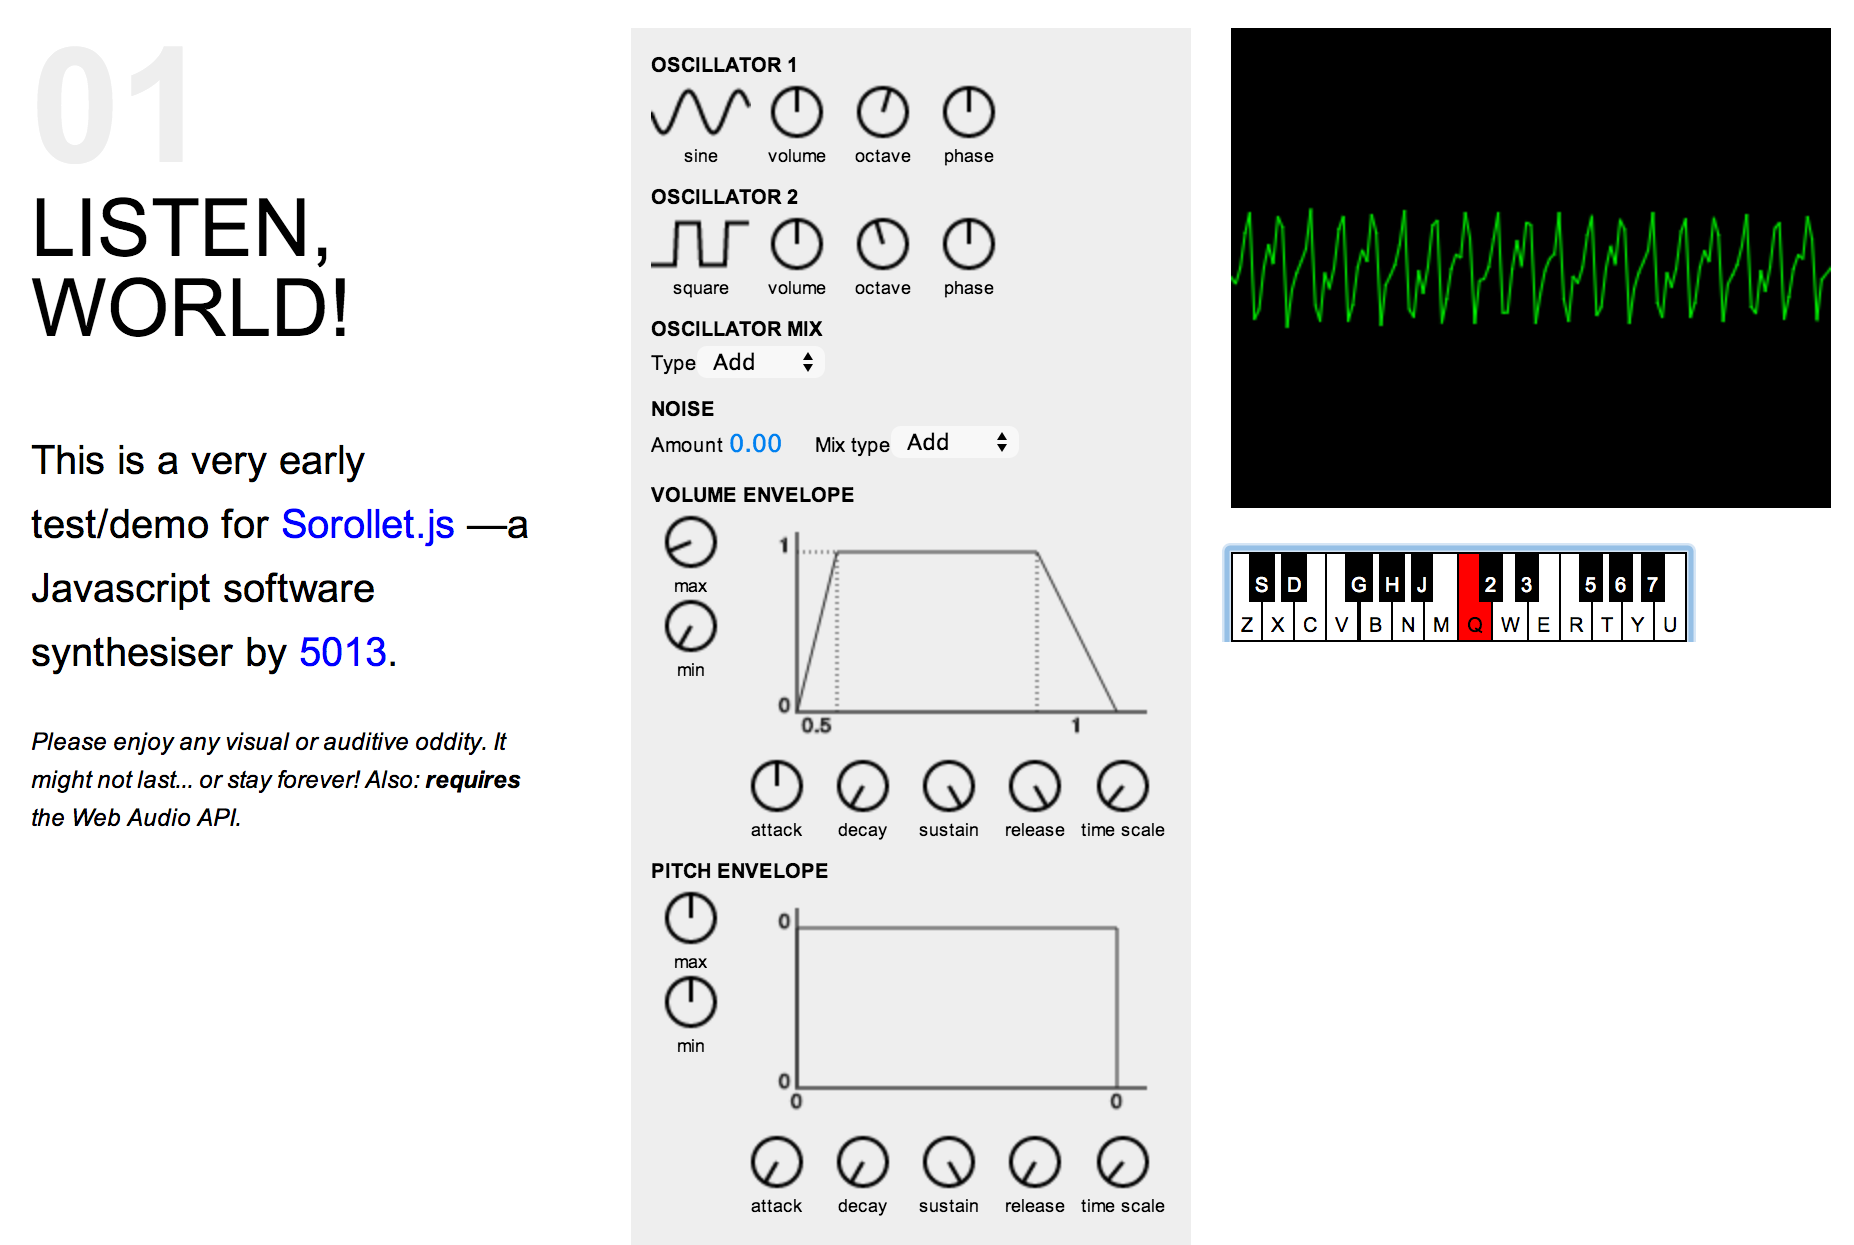 01
LISTEN,
WORLD!
This is a very early
test/demo for Sorollet.js —a
Javascript software
synthesiser by 5013.
Please enjoy any visual or auditive oddity. It
might not last... or stay forever! Also: requires
the Web Audio API.
OSCILLATOR 1
sine volume octave phase
OSCILLATOR 2
square volume octave phase
OSCILLATOR MIX
Type Add
NOISE
Amount 0.00 Mix type Add
VOLUME ENVELOPE
max
min
1
0
0.5 1
attack decay sustain release time scale
PITCH ENVELOPE
max
min
0
0
0 0
attack decay sustain release time scale
S D G H J 2 3 5 6 7
Z X C V B N M Q W E R T Y U